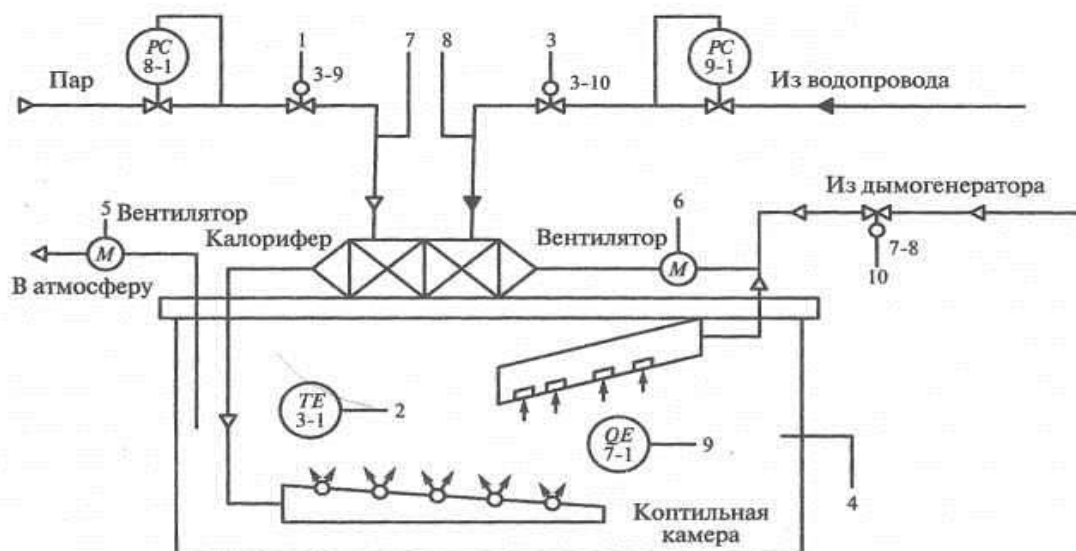 PC
8-1
Пар
1
3-9
7
8
3
3-10
PC
9-1
Из водопровода
Из дымогенератора
5
Вентилятор
M
В атмосферу
Калорифер
Вентилятор
6
M
7-8
10
TE
3-1
2
QE
7-1
9
4
Коптильная
камера